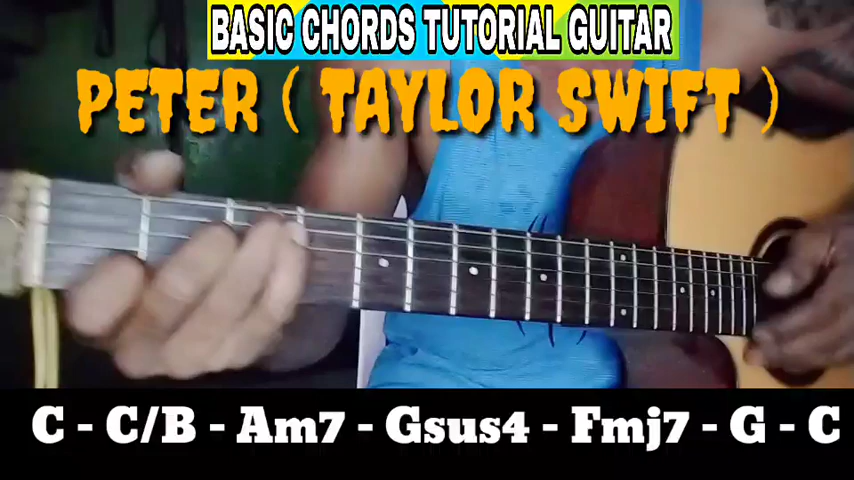 BASIC CHORDS TUTORIAL GUITAR
PETER ( TAYLOR SWIFT )
C - C/B - Am7 - Gsus4 - Fmj7 - G - C